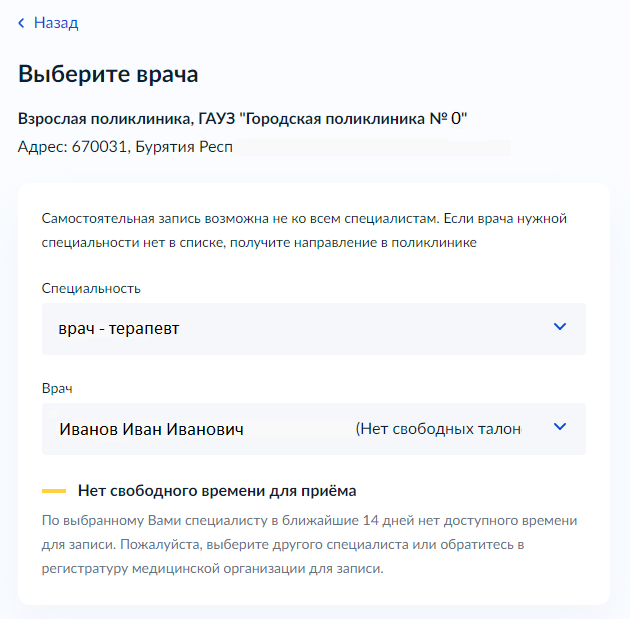 Назад
Выберите врача
Взрослая поликлиника, ГАУЗ "Городская поликлиника № 0"
Адрес: 670031, Бурятия Респ
Самостоятельная запись возможна не ко всем специалистам. Если врача нужной
специальности нет в списке, получите направление в поликлинике
Специальность
врач - терапевт
Врач
Иванов Иван Иванович (Нет свободных талон
Нет свободного времени для приёма
По выбранному Вами специалисту в ближайшие 14 дней нет доступного времени
для записи. Пожалуйста, выберите другого специалиста или обратитесь в
регистратуру медицинской организации для записи.